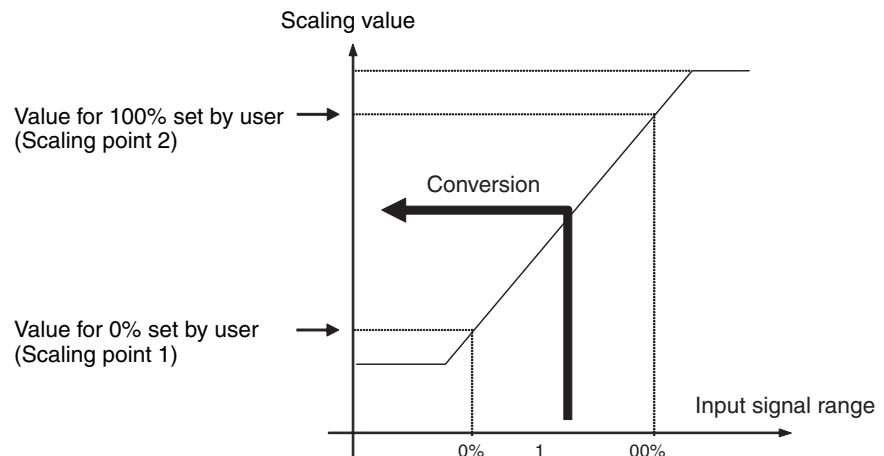 Scaling value
Value for 100% set by user
(Scaling point 2)
Conversion
Value for 0% set by user
(Scaling point 1)
Input signal range
0% 1 00%